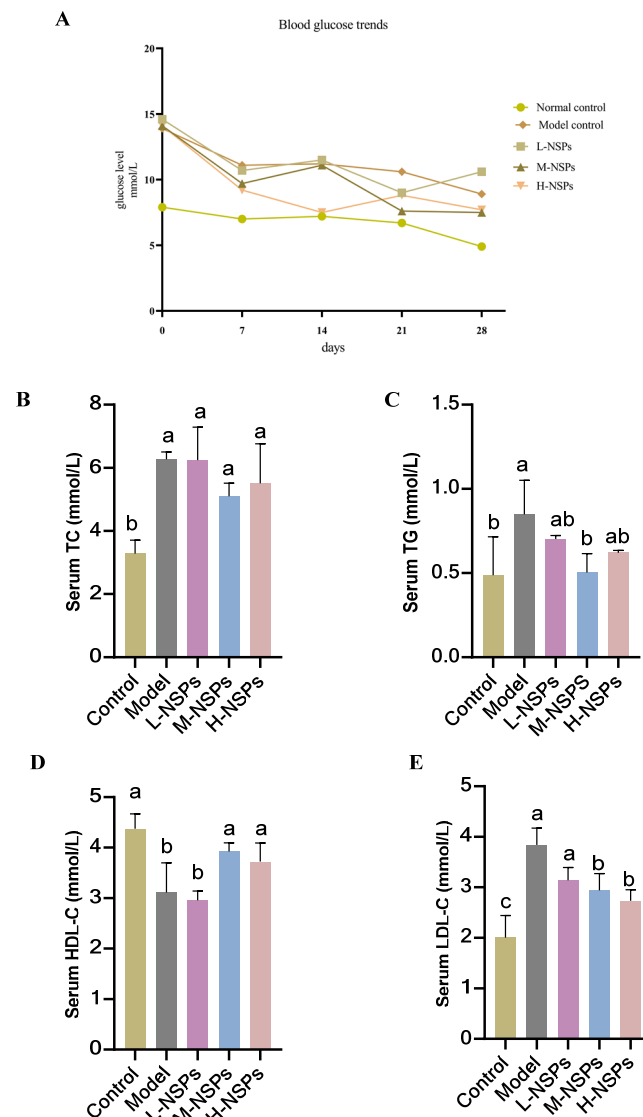 A
Blood glucose trends
20
15
10
5
0
glucose level
mmol/L
0 7 14 21 28
days
Normal control
Model control
L-NSPs
M-NSPs
H-NSPs
B
8
6
4
2
0
Serum TC (mmol/L)
b a a a a
Control Model L-NSPs M-NSPs H-NSPs
C
1.5
1.0
0.5
0.0
Serum TG (mmol/L)
b a ab b ab
Control Model L-NSPs M-NSPS H-NSPs
D
5
4
3
2
1
0
Serum HDL-C (mmol/L)
a b b a a
Control Model L-NSPs M-NSPs H-NSPs
E
5
4
3
2
1
0
Serum LDL-C (mmol/L)
c a a b b
Control Model L-NSPs M-NSPs H-NSPs